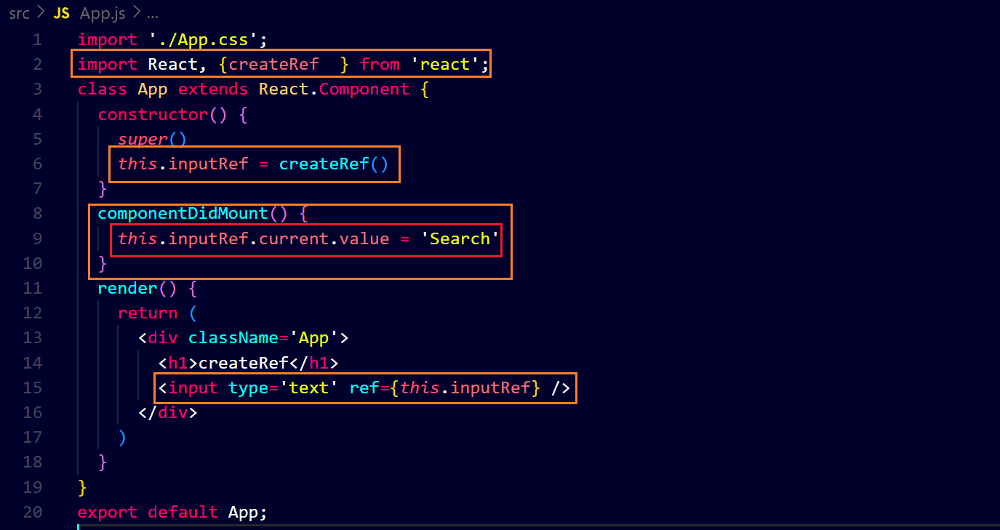 src > JS App.js > ...
1 import './App.css';
2 import React, {createRef  } from 'react';
3 class App extends React.Component {
4   constructor() {
5     super()
6     this.inputRef = createRef()
7   }
8   componentDidMount() {
9     this.inputRef.current.value = 'Search'
10   }
11   render() {
12     return (
13       <div className='App'>
14         <h1>createRef</h1>
15         <input type='text' ref={this.inputRef} />
16       </div>
17     )
18   }
19 }
20 export default App;